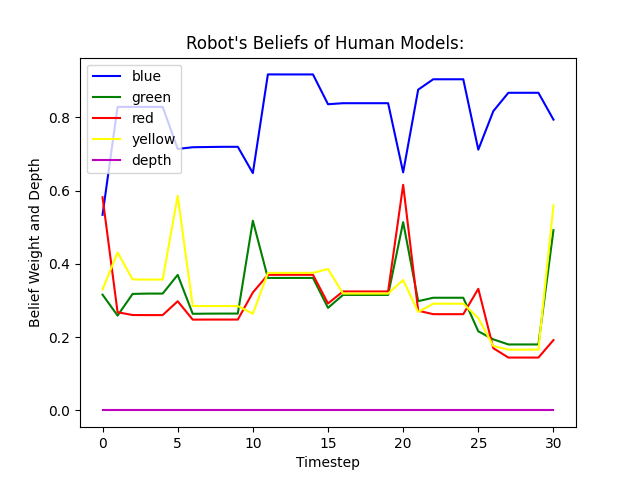 Robot's Beliefs of Human Models:
blue
green
red
yellow
depth
Belief Weight and Depth
0.8
0.6
0.4
0.2
0.0
0 5 10 15 20 25 30
Timestep